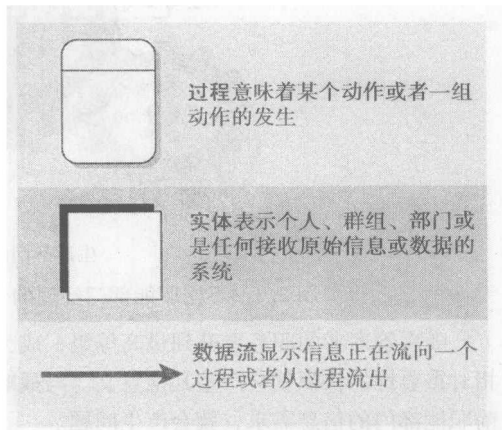 过程意味着某个动作或者一组
动作的发生
实体表示个人、群组、部门或
是任何接收原始信息或数据的
系统
数据流显示信息正在流向一个
过程或者从过程流出